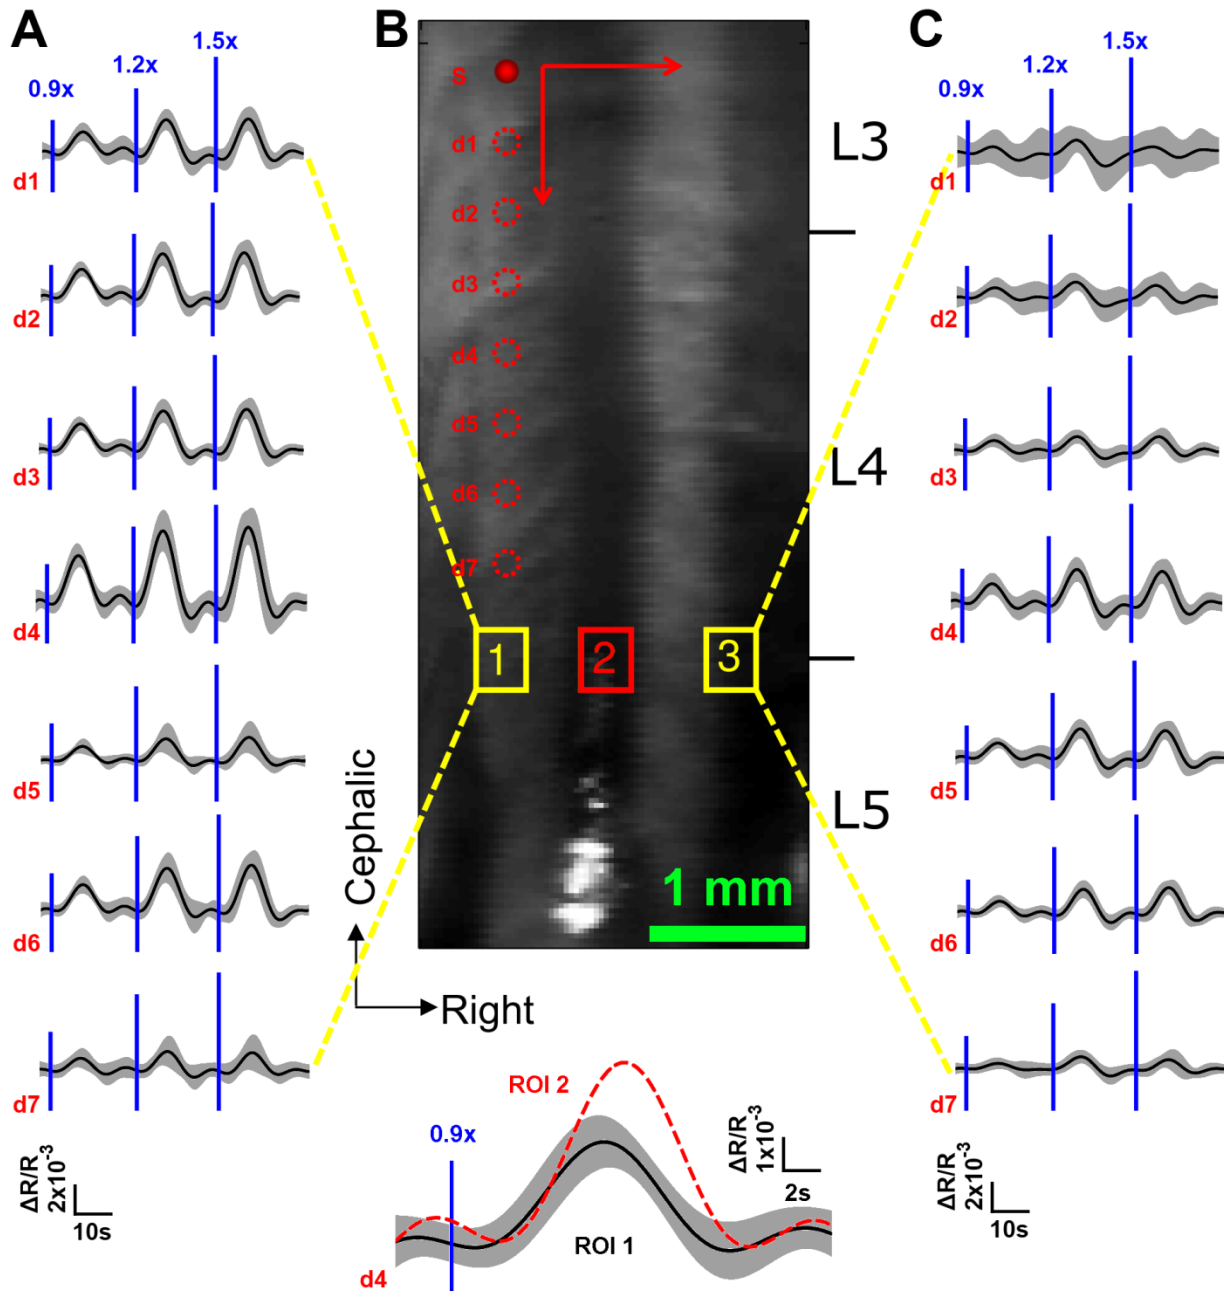 A
0.9x
1.2x
1.5x
d1
d2
d3
d4
d5
d6
d7
ΔR/R
2x10⁻³
10s
B
s
d1
d2
d3
d4
d5
d6
d7
1
2
3
L3
L4
L5
1 mm
Cephalic
Right
C
0.9x
1.2x
1.5x
d1
d2
d3
d4
d5
d6
d7
ΔR/R
2x10⁻³
10s
ROI 2
0.9x
ROI 1
d4
ΔR/R
1x10⁻³
2s